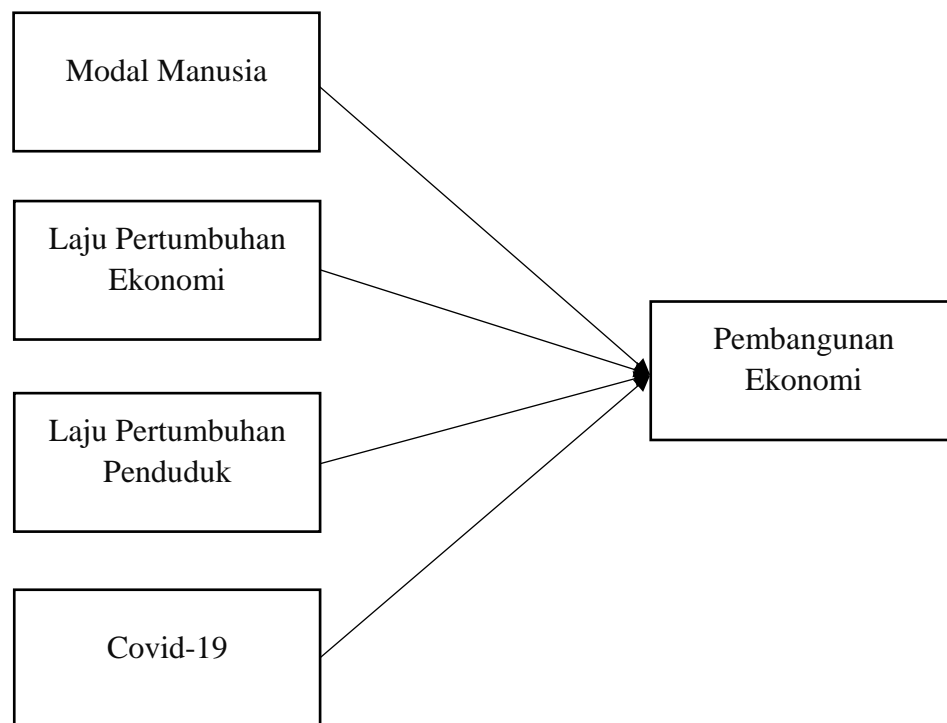 Modal Manusia
Laju Pertumbuhan
Ekonomi
Laju Pertumbuhan
Penduduk
Covid-19
Pembangunan
Ekonomi